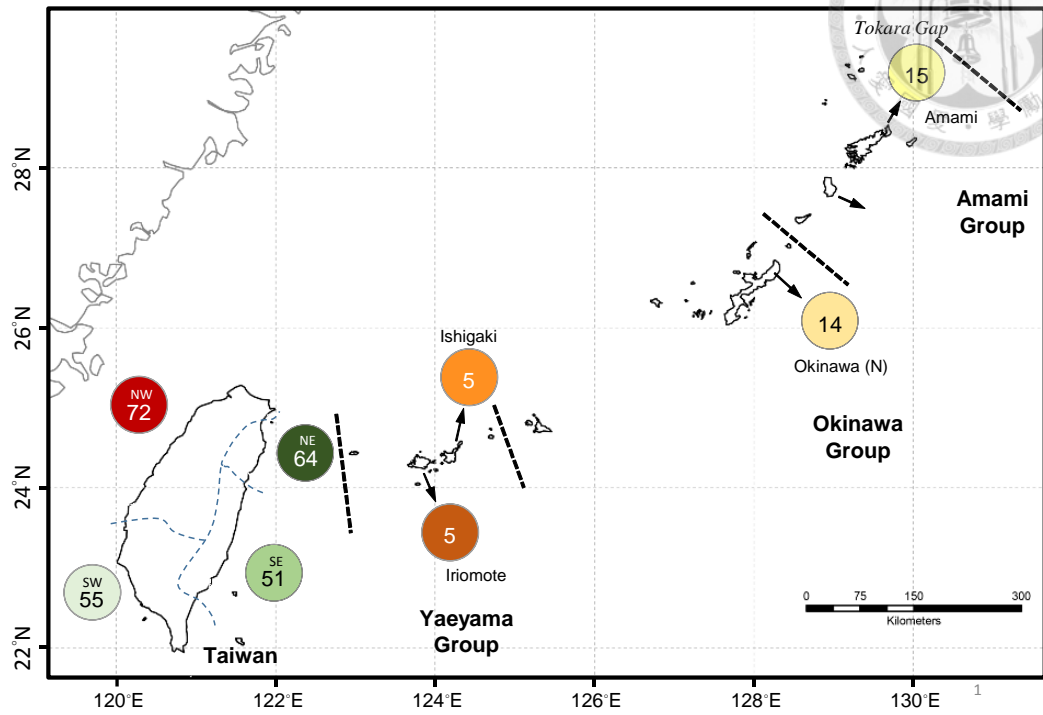 Tokara Gap
15
Amami
28°N
Amami
Group
26°N
14
Okinawa (N)
Ishigaki
5
NW
72
Okinawa
Group
NE
64
24°N
5
Iriomote
SE
51
SW
55
0 75 150 300
Kilometers
Yaeyama
Group
Taiwan
22°N
120°E 122°E 124°E 126°E 128°E 130°E
1